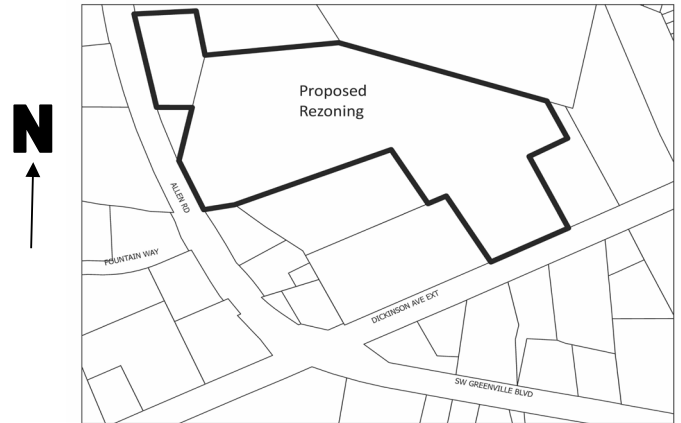 Proposed
Rezoning
N
ALLEN RD
FOUNTAIN WAY
DICKINSON AVE EXT
SW GREENVILLE BLVD